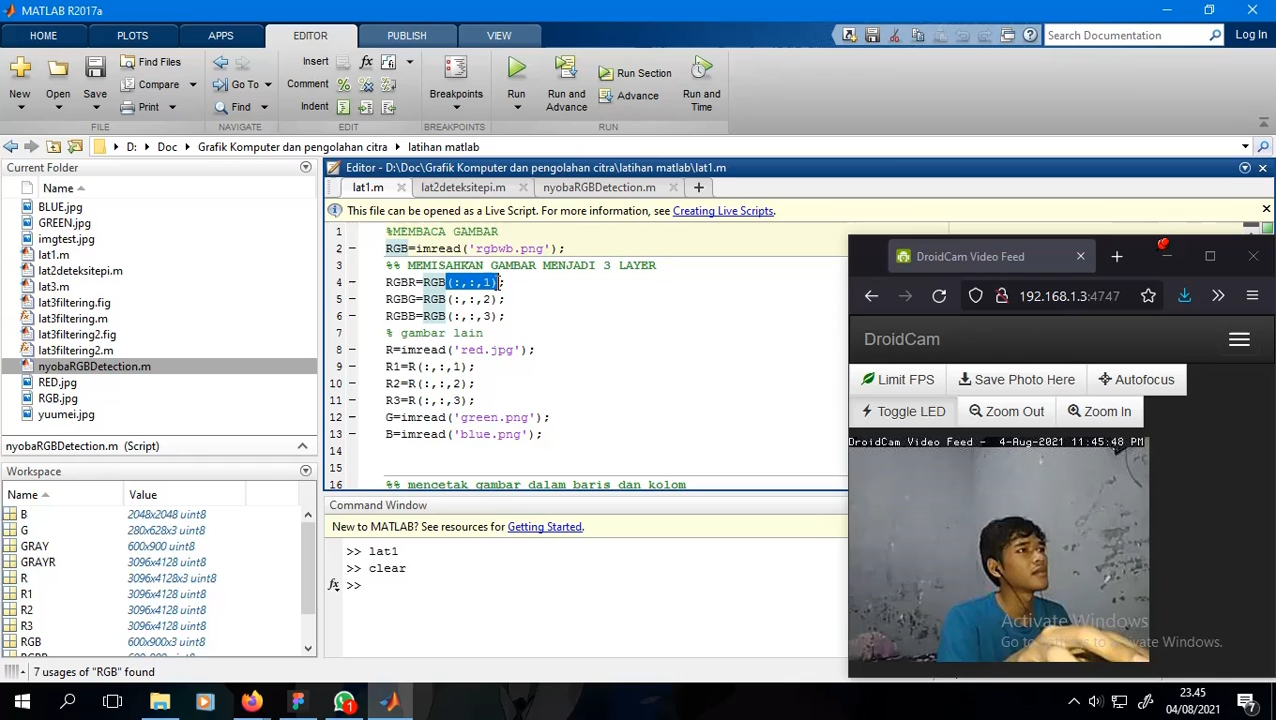 MATLAB R2017a
HOME PLOTS APPS EDITOR PUBLISH VIEW
Search Documentation Log In
New Open Save Find Files Compare Print
Go To Find
Insert Comment Indent
Breakpoints Run Run and Advance Run Section Advance Run and Time
FILE NAVIGATE EDIT BREAKPOINTS RUN
D: Doc Grafik Komputer dan pengolahan citra latihan matlab
Current Folder
Name
BLUE.jpg
GREEN.jpg
imgtest.jpg
lat1.m
lat2deteksitepi.m
lat3.m
lat3filtering.fig
lat3filtering.m
lat3filtering2.fig
lat3filtering2.m
nyobaRGBDetection.m
RED.jpg
RGB.jpg
yuumei.jpg
nyobaRGBDetection.m (Script)
Workspace
Name Value
B 2048x2048 uint8
G 280x628x3 uint8
GRAY 600x900 uint8
GRAYR 3096x4128 uint8
R 3096x4128x3 uint8
R1 3096x4128 uint8
R2 3096x4128 uint8
R3 3096x4128 uint8
RGB 600x900x3 uint8
7 usages of "RGB" found
Editor - D:\Doc\Grafik Komputer dan pengolahan citra\latihan matlab\lat1.m
lat1.m lat2deteksitepi.m nyobaRGBDetection.m
This file can be opened as a Live Script. For more information, see Creating Live Scripts.
1 %MEMBACA GAMBAR
2 RGB=imread('rgbwb.png');
3 %% MEMISAHKAN GAMBAR MENJADI 3 LAYER
4 RGBR=RGB(:,:,1);
5 RGBG=RGB(:,:,2);
6 RGBB=RGB(:,:,3);
7 % gambar lain
8 R=imread('red.jpg');
9 R1=R(:,:,1);
10 R2=R(:,:,2);
11 R3=R(:,:,3);
12 G=imread('green.png');
13 B=imread('blue.png');
14
15
16 %% mencetak gambar dalam baris dan kolom
Command Window
New to MATLAB? See resources for Getting Started.
>> lat1
>> clear
fx >>
DroidCam Video Feed
192.168.1.3:4747
DroidCam
Limit FPS Save Photo Here Autofocus
Toggle LED Zoom Out Zoom In
DroidCam Video Feed - 4-Aug-2021 11:45:48 PM
Activate Windows
Go to Settings to Activate Windows.
23.45
04/08/2021